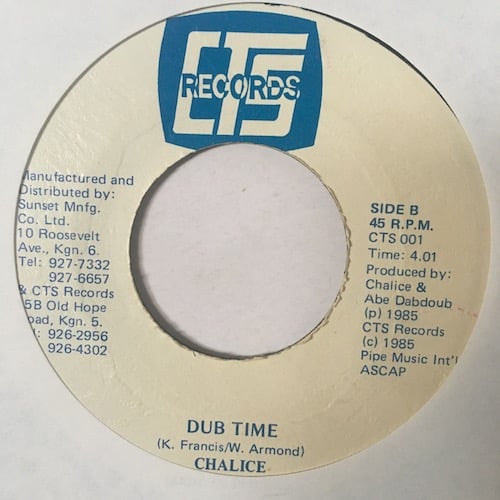 CTS
RECORDS
Manufactured and
Distributed by:
Sunset Mnfg.
Co. Ltd.
10 Roosevelt
Ave., Kgn. 6.
Tel: 927-7332
927-6657
& CTS Records
5B Old Hope
oad, Kgn. 5.
l: 926-2956
926-4302
SIDE B
45 R.P.M.
CTS 001
Time: 4.01
Produced by:
Chalice &
Abe Dabdoub
(p) 1985
CTS Records
(c) 1985
Pipe Music Int'l
ASCAP
DUB TIME
(K. Francis/W. Armond)
CHALICE